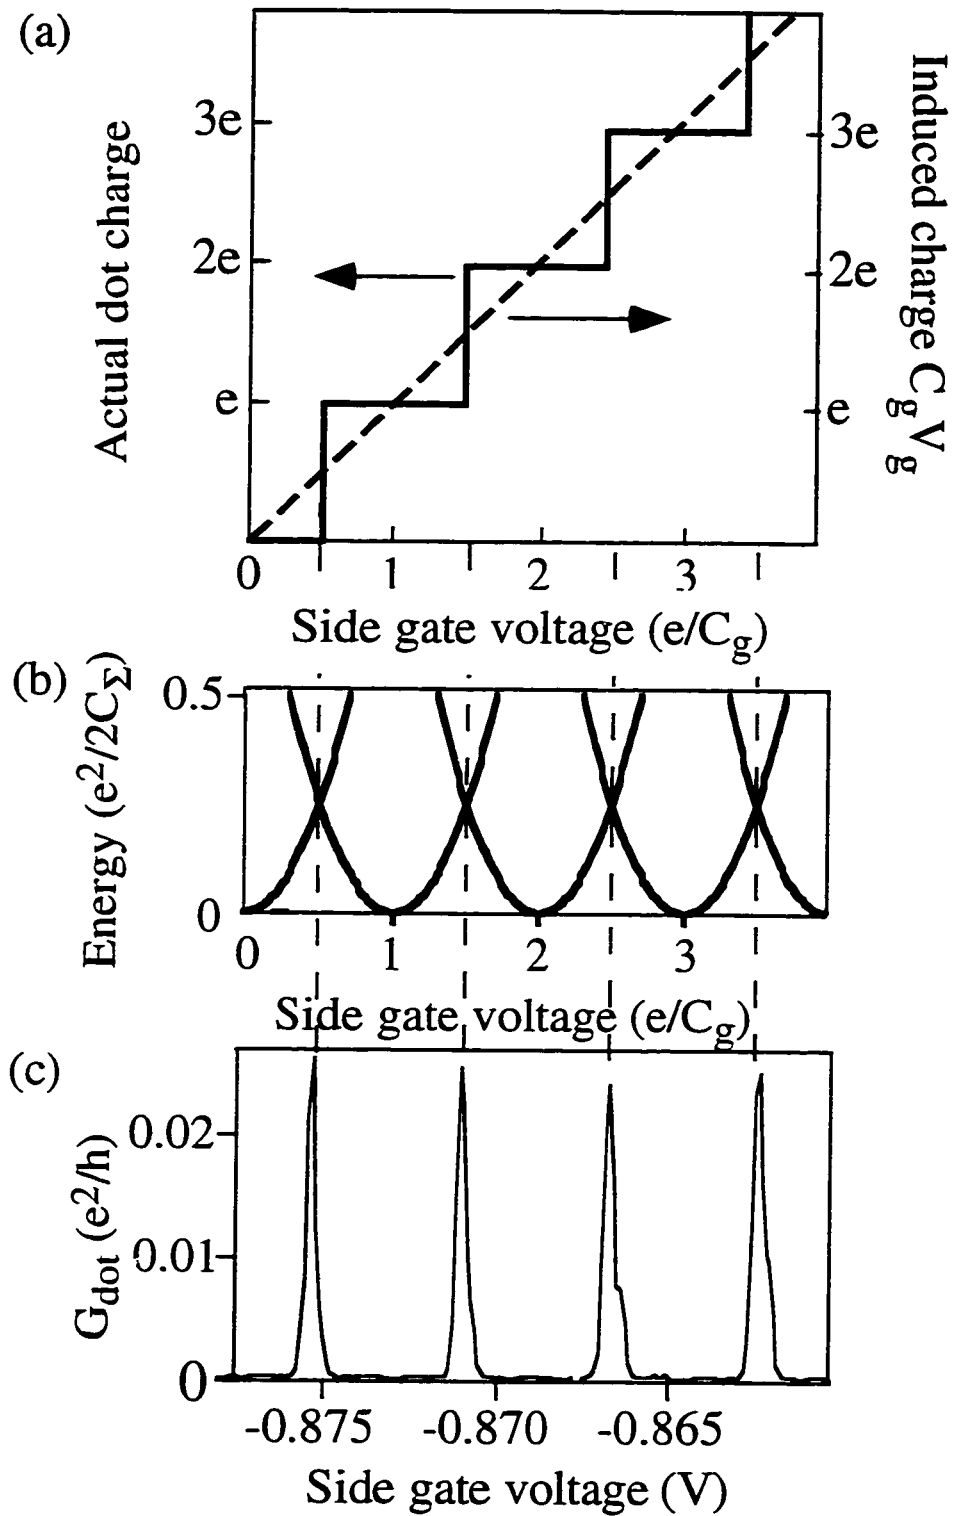 (a)
Actual dot charge
3e
2e
e
3e
2e
e
Induced charge C_g V_g
0 1 2 3
Side gate voltage (e/C_g)
(b)
Energy (e²/2C_Σ)
0.5
0
0 1 2 3
Side gate voltage (e/C_g)
(c)
G_dot (e²/h)
0.02
0.01
0
-0.875 -0.870 -0.865
Side gate voltage (V)